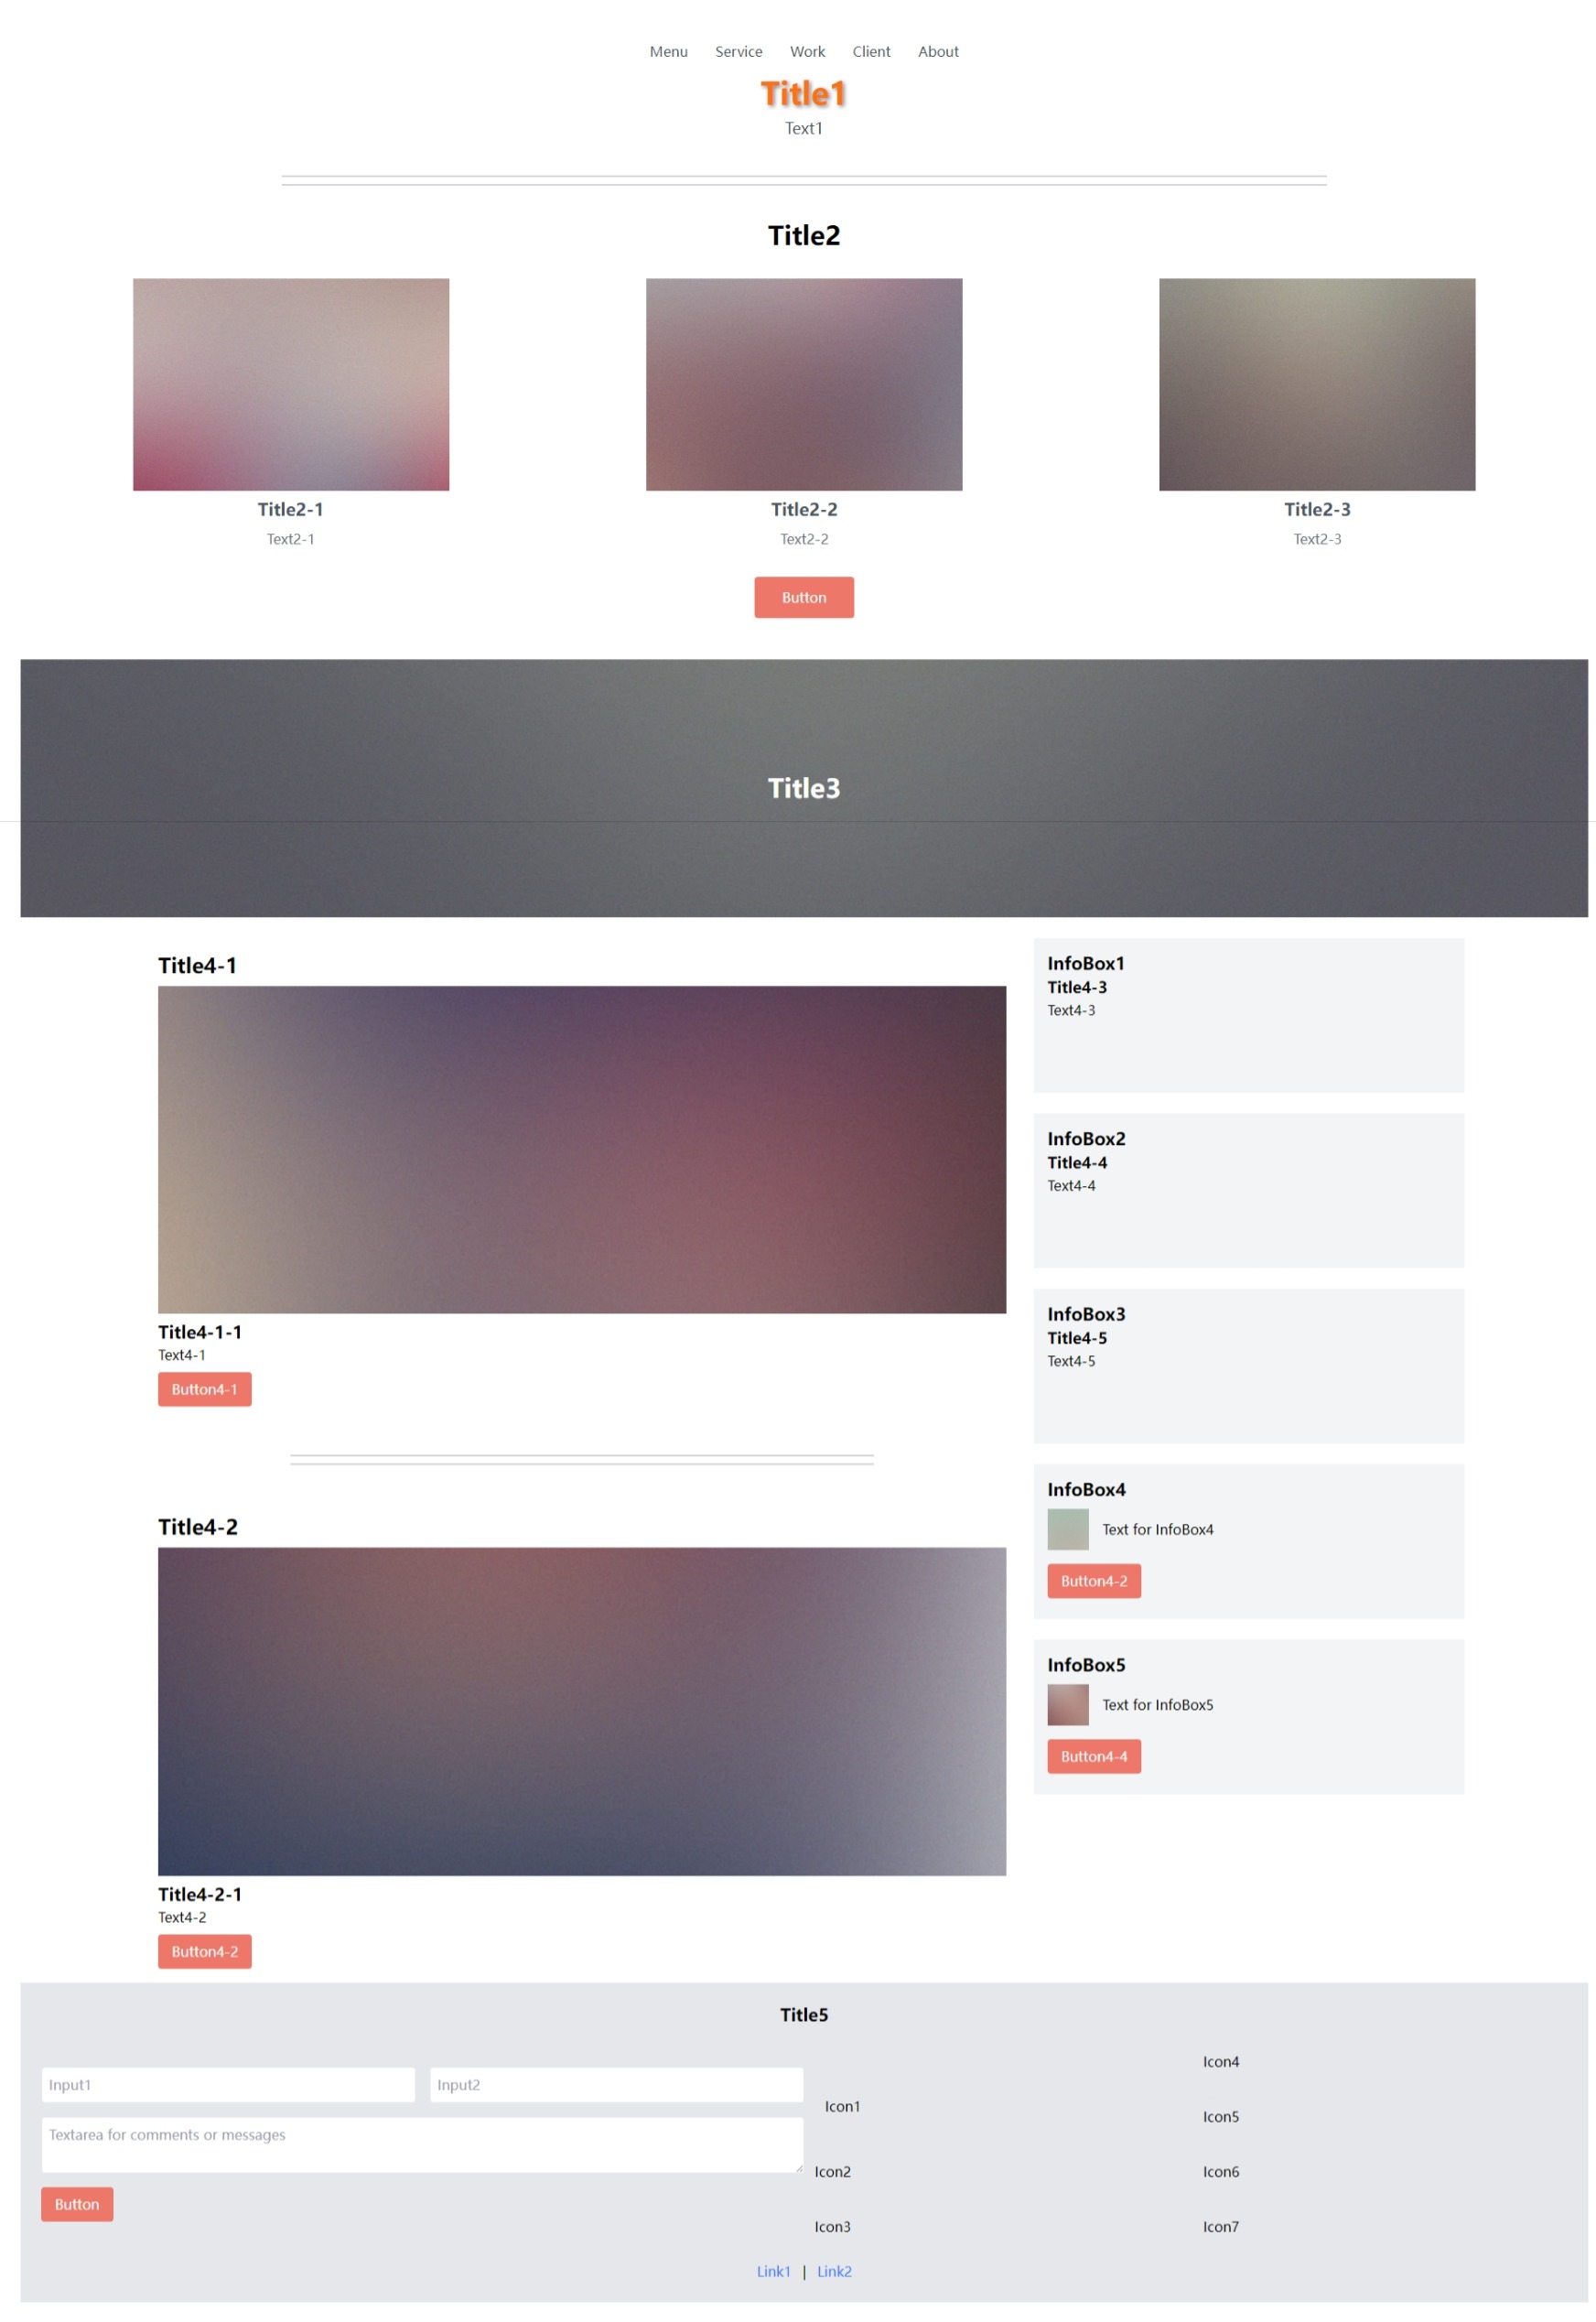 Menu Service Work Client About
Title1
Text1
Title2
Title2-1
Text2-1
Title2-2
Text2-2
Title2-3
Text2-3
Button
Title3
Title4-1
Title4-1-1
Text4-1
Button4-1
Title4-2
Title4-2-1
Text4-2
Button4-2
InfoBox1
Title4-3
Text4-3
InfoBox2
Title4-4
Text4-4
InfoBox3
Title4-5
Text4-5
InfoBox4
Text for InfoBox4
Button4-2
InfoBox5
Text for InfoBox5
Button4-4
Title5
Input1
Input2
Textarea for comments or messages
Button
Icon1
Icon2
Icon3
Icon4
Icon5
Icon6
Icon7
Link1 | Link2